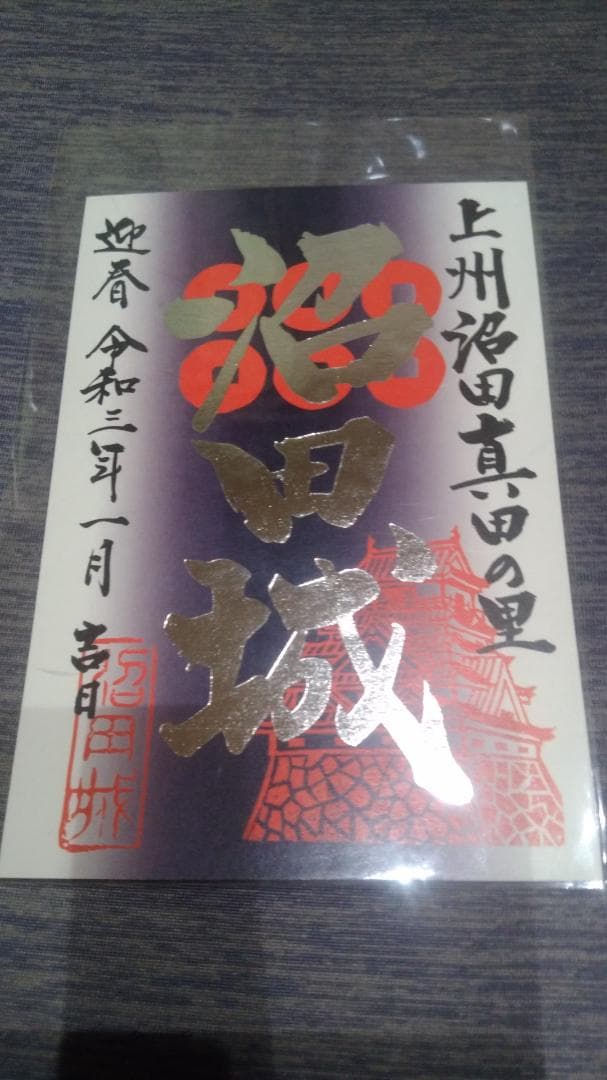 上州沼田真田の里
沼田城
迎春 令和三年一月 吉日
沼田城